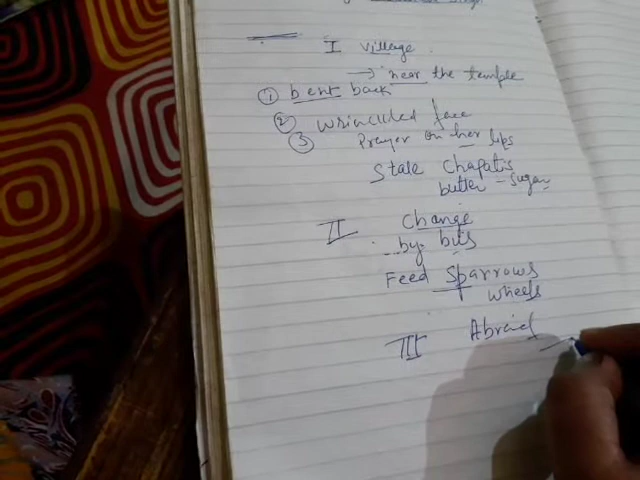 I village
→ near the temple
① bent back
② wrinculed face
③ Prayer on her lips
Stale Chapatis
butter - sugar
II Change
by bus
Feed Sparrows
wheels
III Abroad